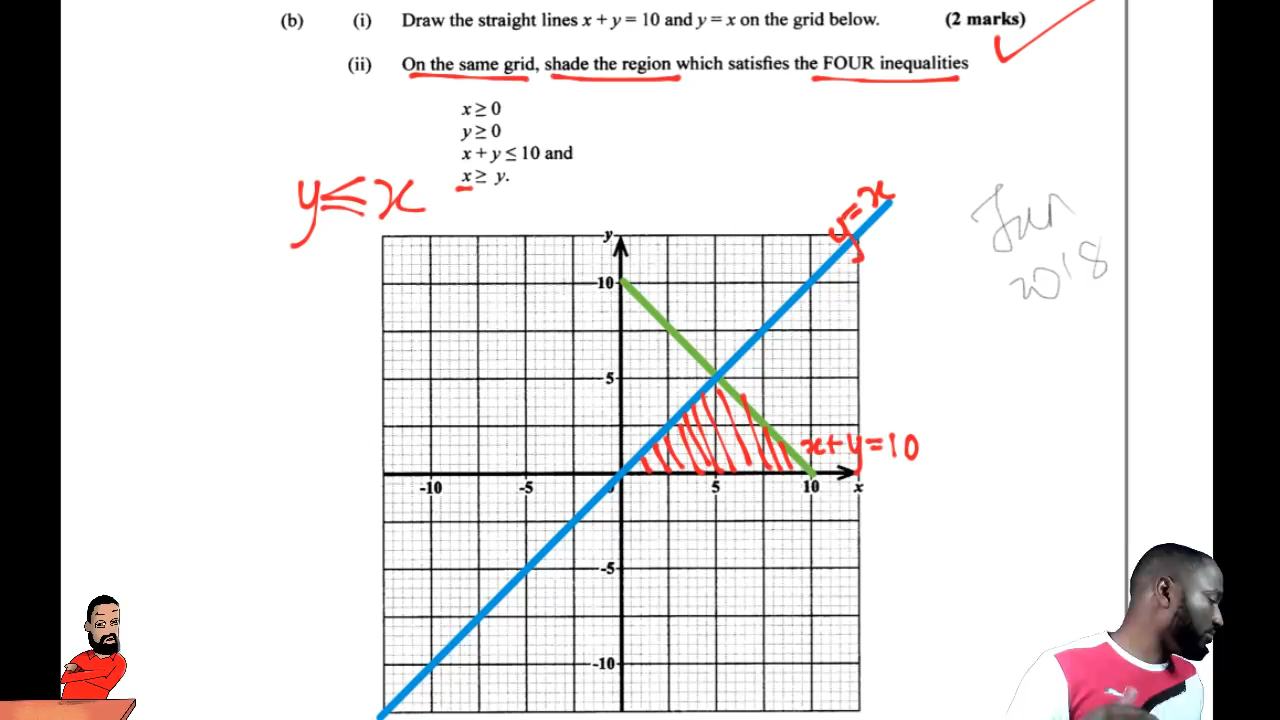 (b) (i) Draw the straight lines x + y = 10 and y = x on the grid below. (2 marks)
(ii) On the same grid, shade the region which satisfies the FOUR inequalities
x ≥ 0
y ≥ 0
x + y ≤ 10 and
x ≥ y.
y ≤ x
y = x
Jun
2018
y
10
5
x+y=10
-10 -5 0 5 10 x
-5
-10